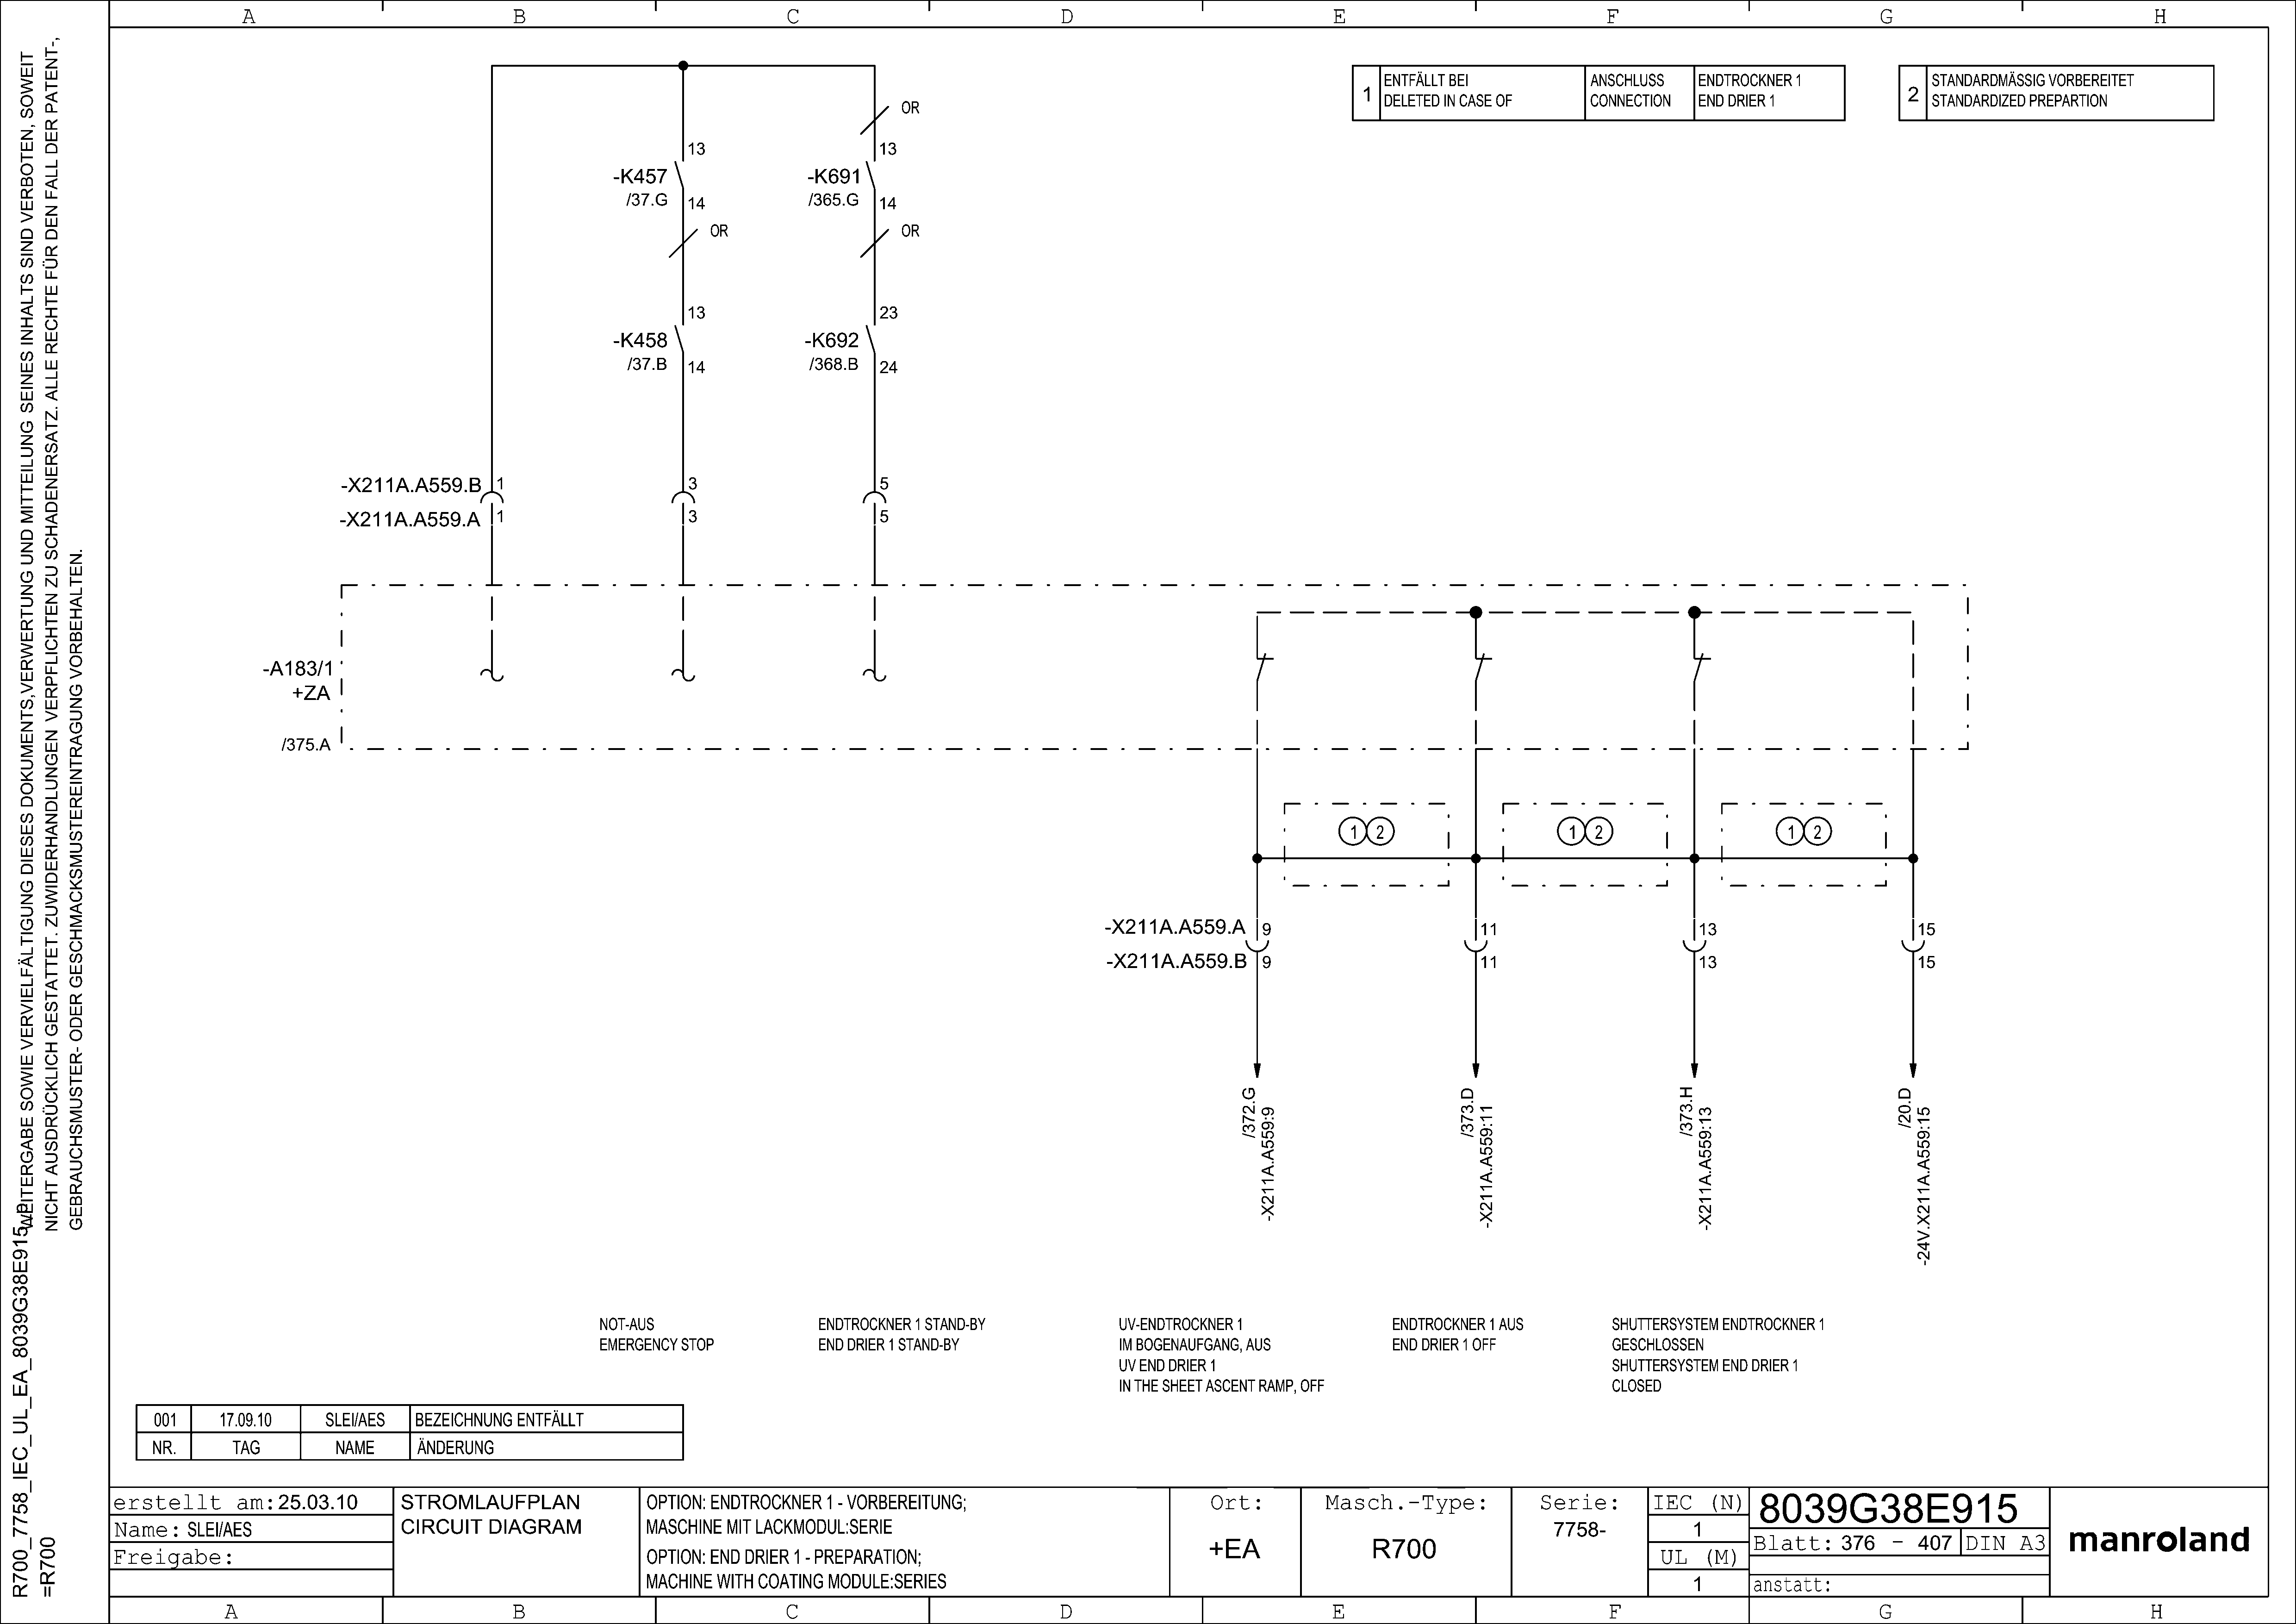 A B C D E F G H
1 ENTFÄLLT BEI ANSCHLUSS ENDTROCKNER 1
DELETED IN CASE OF CONNECTION END DRIER 1
2 STANDARDMÄSSIG VORBEREITET
STANDARDIZED PREPARTION
OR
13 13
-K457 -K691
/37.G 14 /365.G 14
OR OR
13 23
-K458 -K692
/37.B 14 /368.B 24
-X211A.A559.B 1 3 5
-X211A.A559.A 1 3 5
-A183/1
+ZA
/375.A
1 2 1 2 1 2
-X211A.A559.A 9 11 13 15
-X211A.A559.B 9 11 13 15
/372.G
-X211A.A559:9
/373.D
-X211A.A559:11
/373.H
-X211A.A559:13
/20.D
-24V.X211A.A559:15
NOT-AUS
EMERGENCY STOP
ENDTROCKNER 1 STAND-BY
END DRIER 1 STAND-BY
UV-ENDTROCKNER 1
IM BOGENAUFGANG, AUS
UV END DRIER 1
IN THE SHEET ASCENT RAMP, OFF
ENDTROCKNER 1 AUS
END DRIER 1 OFF
SHUTTERSYSTEM ENDTROCKNER 1
GESCHLOSSEN
SHUTTERSYSTEM END DRIER 1
CLOSED
001 17.09.10 SLEI/AES BEZEICHNUNG ENTFÄLLT
NR. TAG NAME ÄNDERUNG
erstellt am: 25.03.10
Name: SLEI/AES
Freigabe:
STROMLAUFPLAN
CIRCUIT DIAGRAM
OPTION: ENDTROCKNER 1 - VORBEREITUNG;
MASCHINE MIT LACKMODUL:SERIE
OPTION: END DRIER 1 - PREPARATION;
MACHINE WITH COATING MODULE:SERIES
Ort:
+EA
Masch.-Type:
R700
Serie:
7758-
IEC (N)
1
UL (M)
1
8039G38E915
Blatt: 376 - 407 DIN A3
anstatt:
manroland
A B C D E F G H
WEITERGABE SOWIE VERVIELFÄLTIGUNG DIESES DOKUMENTS,VERWERTUNG UND MITTEILUNG SEINES INHALTS SIND VERBOTEN, SOWEIT
NICHT AUSDRÜCKLICH GESTATTET. ZUWIDERHANDLUNGEN VERPFLICHTEN ZU SCHADENERSATZ. ALLE RECHTE FÜR DEN FALL DER PATENT-,
GEBRAUCHSMUSTER- ODER GESCHMACKSMUSTEREINTRAGUNG VORBEHALTEN.
=R700